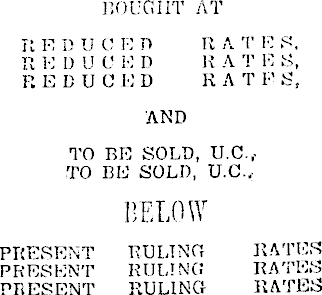 BOUGHT AT
REDUCED RATES,
REDUCED RATES,
REDUCED RATES,
AND
TO BE SOLD, U.C.,
TO BE SOLD, U.C.,
BELOW
PRESENT RULING RATES
PRESENT RULING RATES
PRESENT RULING RATES